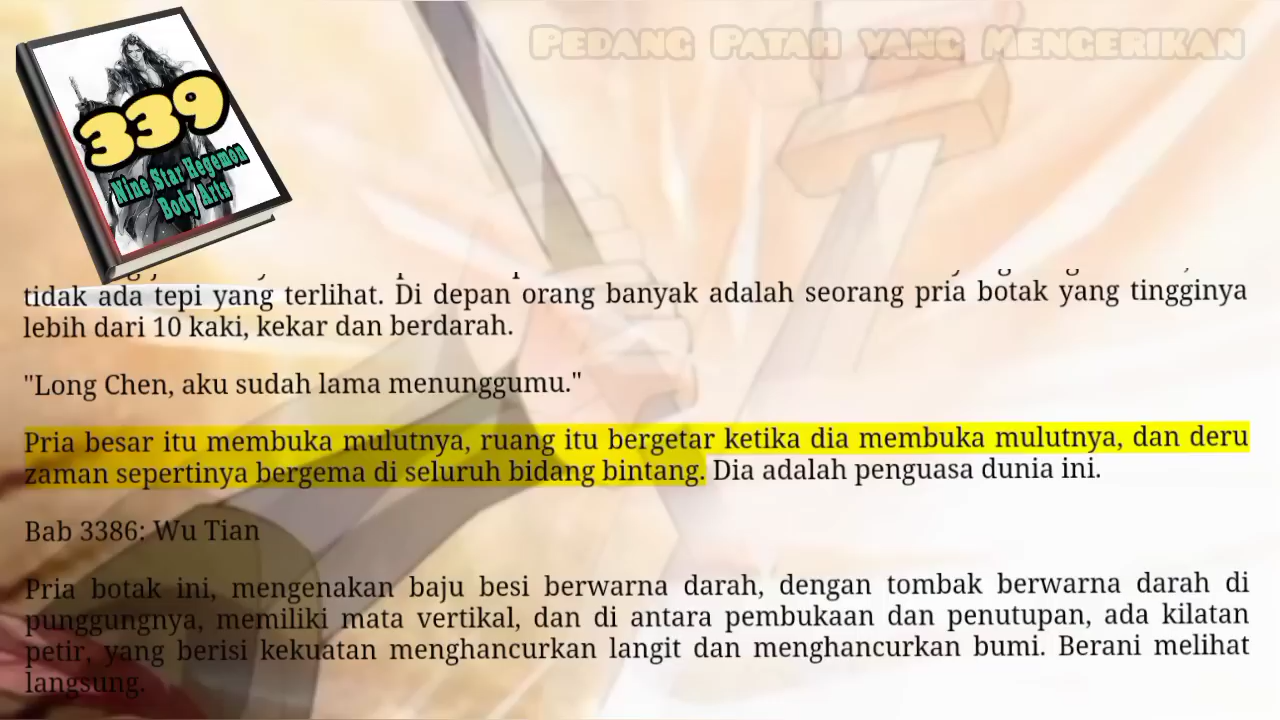 Pedang Patah yang Mengerikan
339
Nine Star Hegemon
Body Arts
tidak ada tepi yang terlihat. Di depan orang banyak adalah seorang pria botak yang tingginya
lebih dari 10 kaki, kekar dan berdarah.
"Long Chen, aku sudah lama menunggumu."
Pria besar itu membuka mulutnya, ruang itu bergetar ketika dia membuka mulutnya, dan deru
zaman sepertinya bergema di seluruh bidang bintang. Dia adalah penguasa dunia ini.
Bab 3386: Wu Tian
Pria botak ini, mengenakan baju besi berwarna darah, dengan tombak berwarna darah di
punggungnya, memiliki mata vertikal, dan di antara pembukaan dan penutupan, ada kilatan
petir, yang berisi kekuatan menghancurkan langit dan menghancurkan bumi. Berani melihat
langsung.